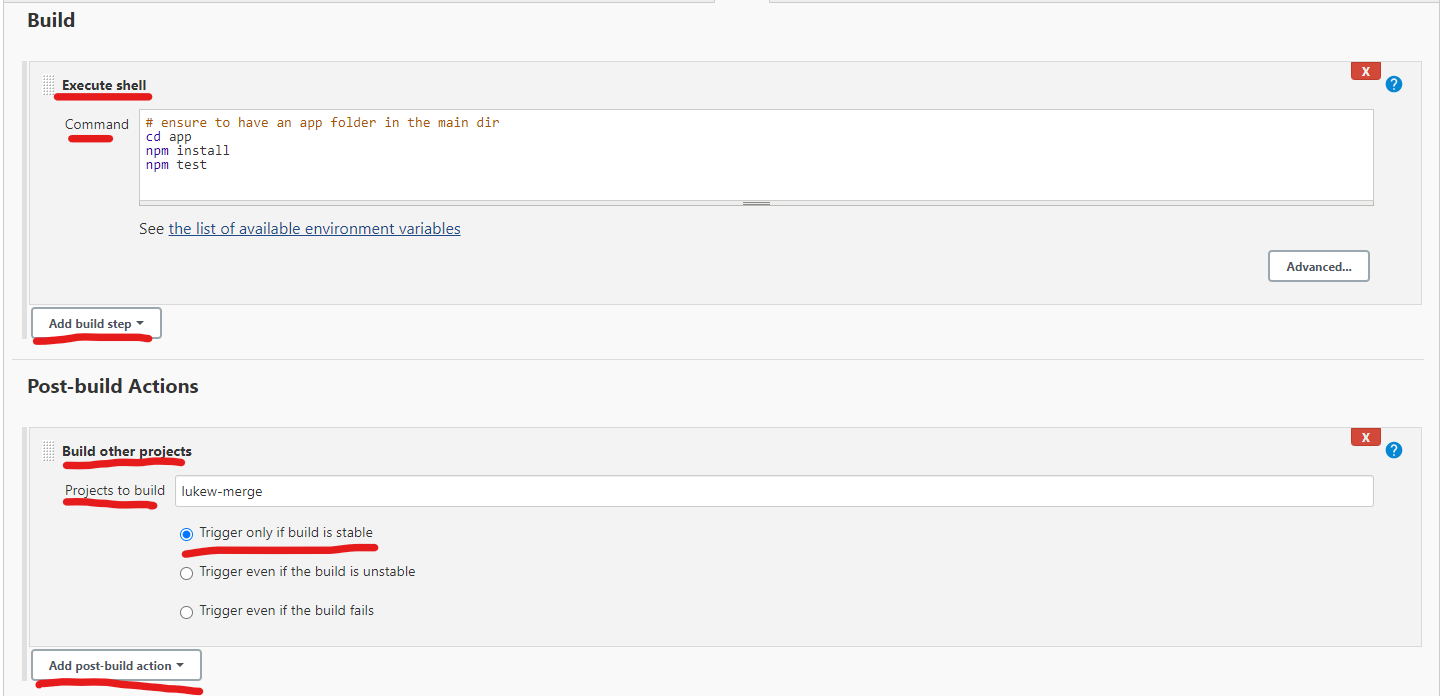 Build
Execute shell
X
?
Command
# ensure to have an app folder in the main dir
cd app
npm install
npm test
See the list of available environment variables
Advanced...
Add build step
Post-build Actions
Build other projects
X
?
Projects to build
lukew-merge
Trigger only if build is stable
Trigger even if the build is unstable
Trigger even if the build fails
Add post-build action